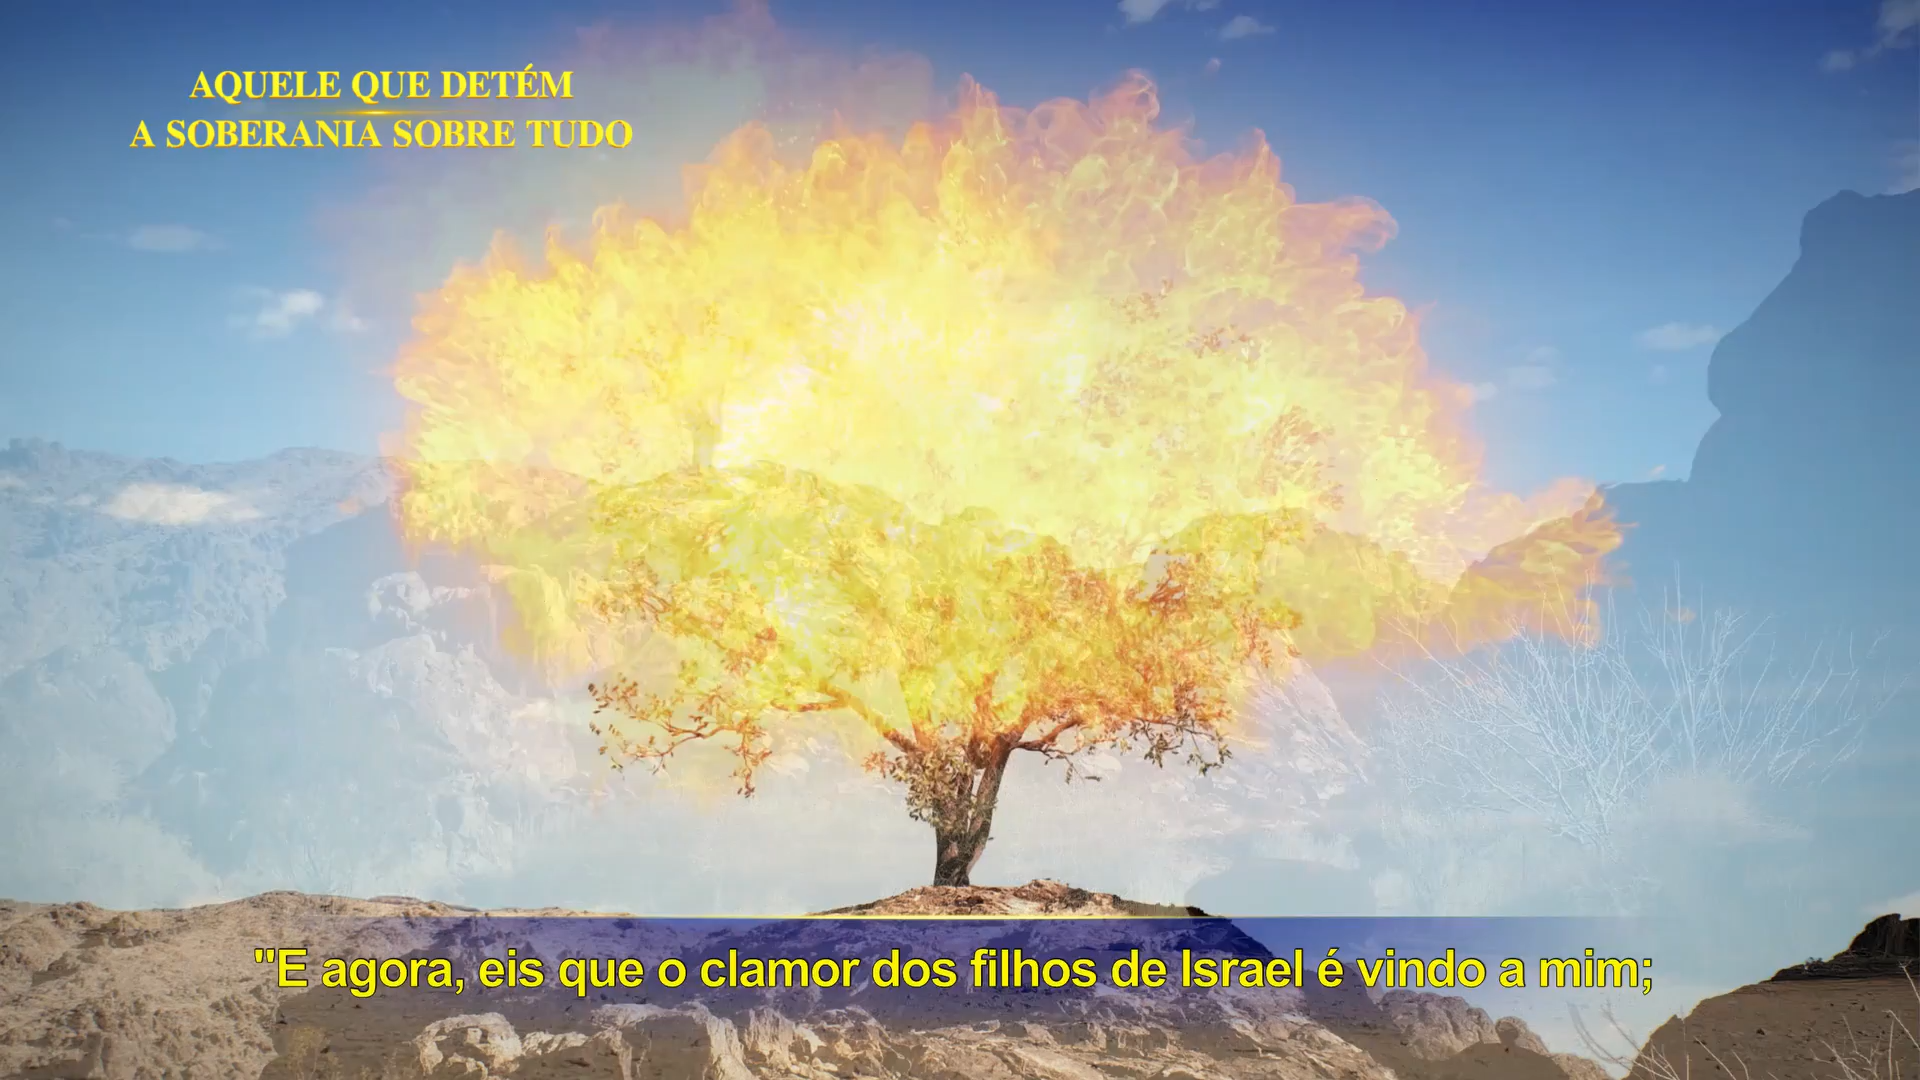 AQUELE QUE DETÉM
A SOBERANIA SOBRE TUDO
"E agora, eis que o clamor dos filhos de Israel é vindo a mim;